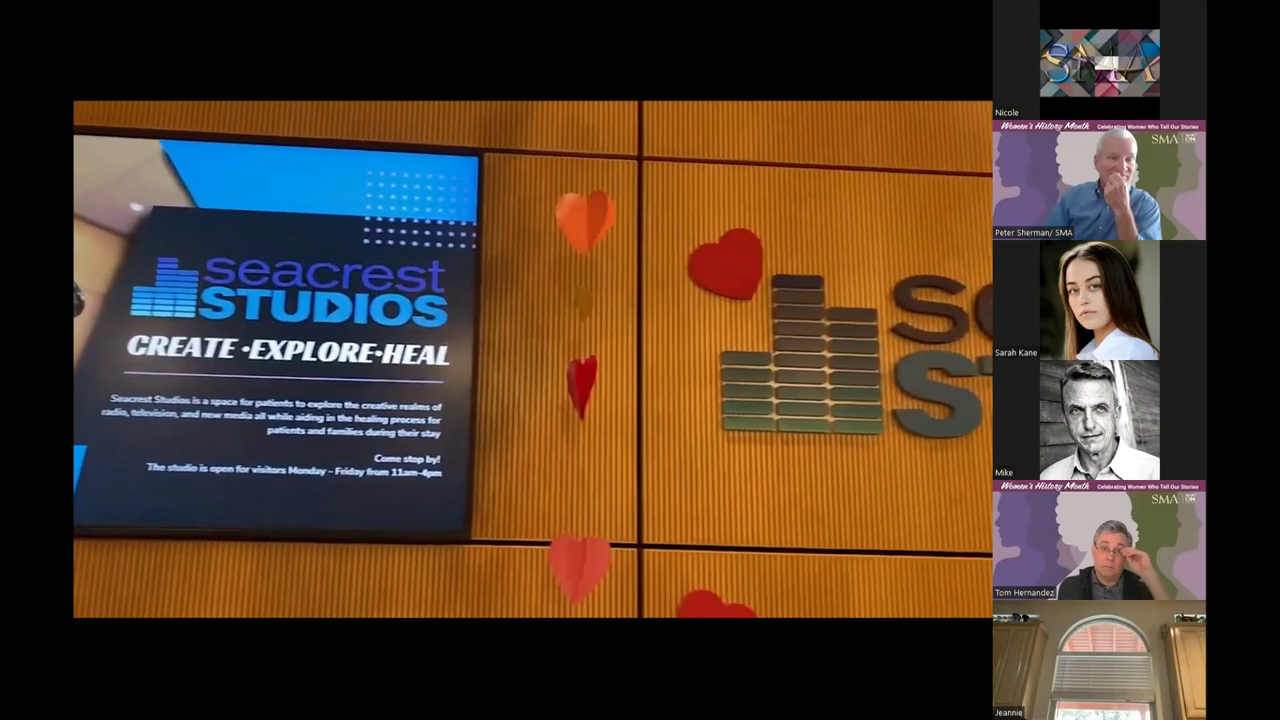 seacrest
STUDIOS
CREATE •EXPLORE•HEAL
Seacrest Studios is a space for patients to explore the creative realms of
radio, television, and new media all while aiding in the healing process for
patients and families during their stay
Come stop by!
The studio is open for visitors Monday – Friday from 11am-4pm
SMA
Nicole
Women's History Month Celebrating Women Who Tell Our Stories
SMA
Peter Sherman/ SMA
Sarah Kane
Mike
Women's History Month Celebrating Women Who Tell Our Stories
SMA
Tom Hernandez
Jeannie